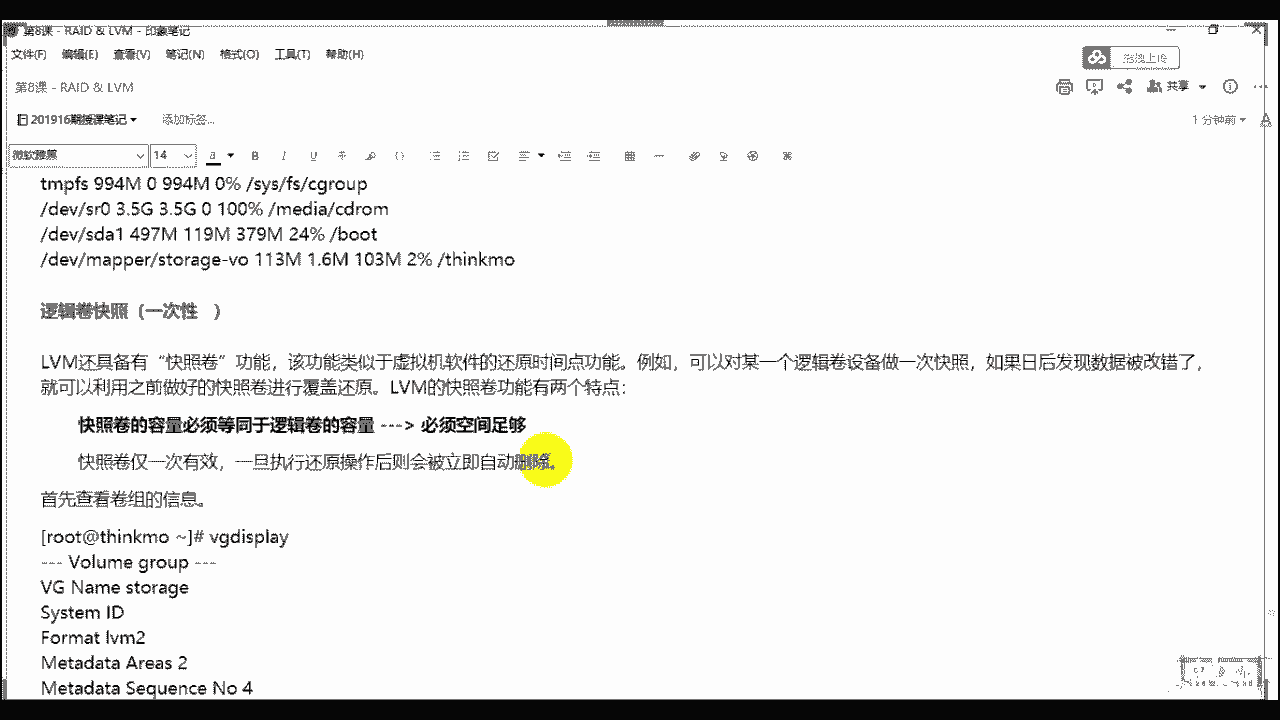 第8课 - RAID & LVM - 印象笔记
文件(F) 编辑(E) 查看(V) 笔记(N) 格式(O) 工具(T) 帮助(H)
拖拽上传
第8课 - RAID & LVM
共享
201916期授课笔记 添加标签...
1 分钟前
微软雅黑 14
tmpfs 994M 0 994M 0% /sys/fs/cgroup
/dev/sr0 3.5G 3.5G 0 100% /media/cdrom
/dev/sda1 497M 119M 379M 24% /boot
/dev/mapper/storage-vo 113M 1.6M 103M 2% /thinkmo
逻辑卷快照（一次性 ）
LVM还具备有“快照卷”功能，该功能类似于虚拟机软件的还原时间点功能。例如，可以对某一个逻辑卷设备做一次快照，如果日后发现数据被改错了，
就可以利用之前做好的快照卷进行覆盖还原。LVM的快照卷功能有两个特点：
快照卷的容量必须等同于逻辑卷的容量 ---> 必须空间足够
快照卷仅一次有效，一旦执行还原操作后则会被立即自动删除。
首先查看卷组的信息。
[root@thinkmo ~]# vgdisplay
--- Volume group ---
VG Name storage
System ID
Format lvm2
Metadata Areas 2
Metadata Sequence No 4